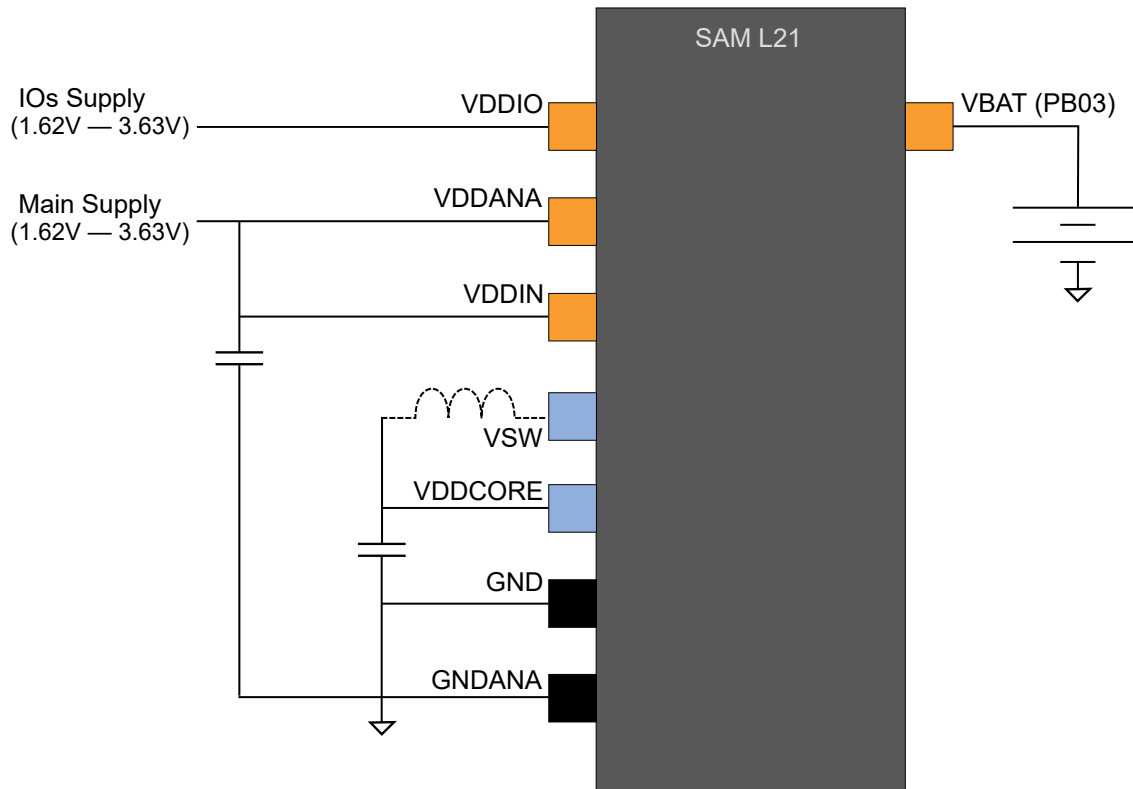 SAM L21
IOs Supply
(1.62V — 3.63V)
VDDIO
VBAT (PB03)
Main Supply
(1.62V — 3.63V)
VDDANA
VDDIN
VSW
VDDCORE
GND
GNDANA